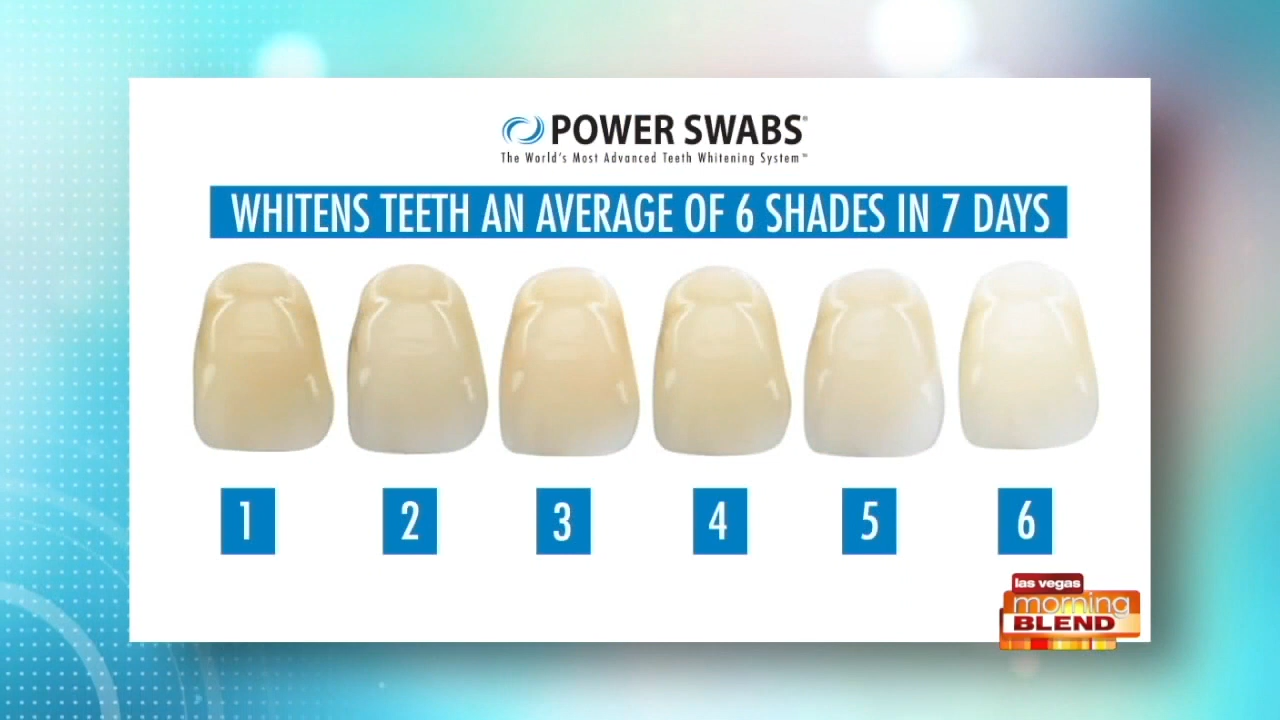 POWER SWABS®
The World's Most Advanced Teeth Whitening System™
WHITENS TEETH AN AVERAGE OF 6 SHADES IN 7 DAYS
1 2 3 4 5 6
las vegas
morning
BLEND